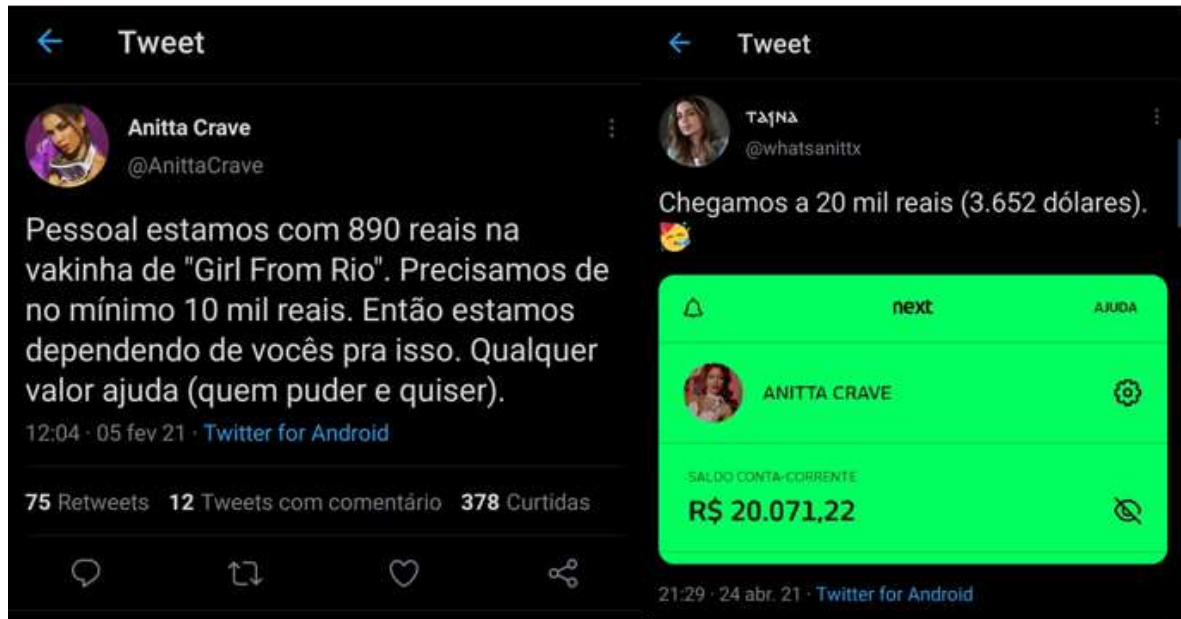 Tweet
Anitta Crave
@AnittaCrave
Pessoal estamos com 890 reais na
vakinha de "Girl From Rio". Precisamos de
no mínimo 10 mil reais. Então estamos
dependendo de vocês pra isso. Qualquer
valor ajuda (quem puder e quiser).
12:04 · 05 fev 21 · Twitter for Android
75 Retweets 12 Tweets com comentário 378 Curtidas
Tweet
@whatsanittx
Chegamos a 20 mil reais (3.652 dólares).
next AJUDA
ANITTA CRAVE
SALDO CONTA-CORRENTE
R$ 20.071,22
21:29 · 24 abr. 21 · Twitter for Android